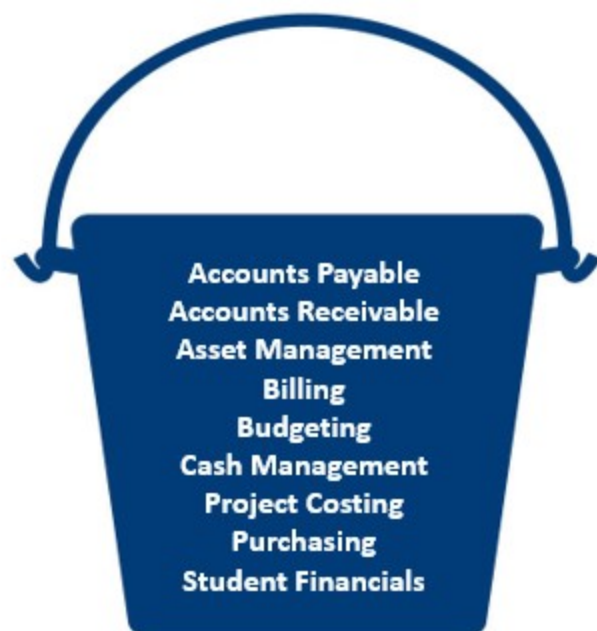 Accounts Payable
Accounts Receivable
Asset Management
Billing
Budgeting
Cash Management
Project Costing
Purchasing
Student Financials